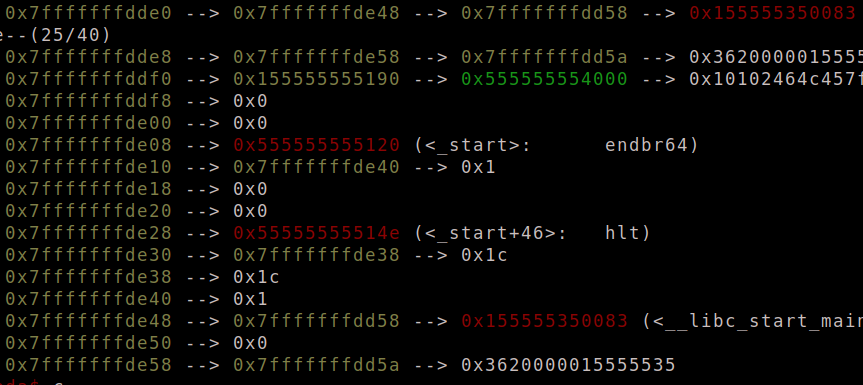 0x7fffffffdde0 --> 0x7fffffffde48 --> 0x7fffffffdd58 --> 0x155555350083
e--(25/40)
0x7fffffffdde8 --> 0x7fffffffde58 --> 0x7fffffffdd5a --> 0x3620000015555
0x7fffffffddf0 --> 0x155555555190 --> 0x555555554000 --> 0x10102464c457f
0x7fffffffddf8 --> 0x0
0x7fffffffde00 --> 0x0
0x7fffffffde08 --> 0x555555555120 (<_start>: endbr64)
0x7fffffffde10 --> 0x7fffffffde40 --> 0x1
0x7fffffffde18 --> 0x0
0x7fffffffde20 --> 0x0
0x7fffffffde28 --> 0x55555555514e (<_start+46>: hlt)
0x7fffffffde30 --> 0x7fffffffde38 --> 0x1c
0x7fffffffde38 --> 0x1c
0x7fffffffde40 --> 0x1
0x7fffffffde48 --> 0x7fffffffdd58 --> 0x155555350083 (<__libc_start_main
0x7fffffffde50 --> 0x0
0x7fffffffde58 --> 0x7fffffffdd5a --> 0x3620000015555535